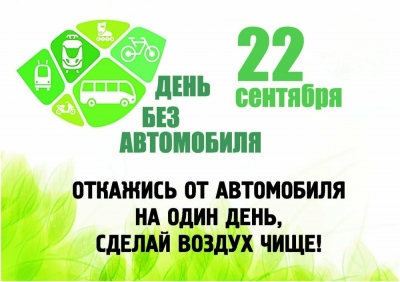 22
сентября
ДЕНЬ
БЕЗ
АВТОМОБИЛЯ
ОТКАЖИСЬ ОТ АВТОМОБИЛЯ
НА ОДИН ДЕНЬ,
СДЕЛАЙ ВОЗДУХ ЧИЩЕ!